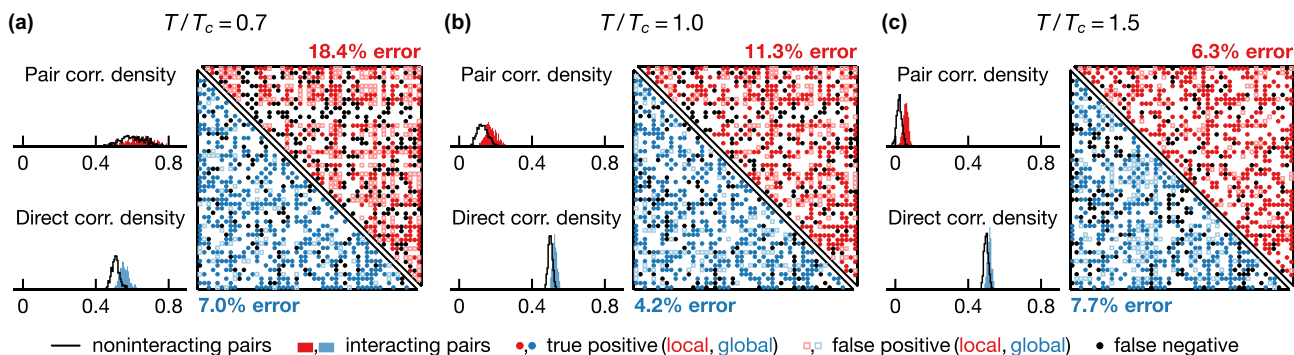 (a) T / Tc = 0.7
18.4% error
Pair corr. density
0 0.4 0.8
Direct corr. density
0 0.4 0.8
7.0% error
(b) T / Tc = 1.0
11.3% error
Pair corr. density
0 0.4 0.8
Direct corr. density
0 0.4 0.8
4.2% error
(c) T / Tc = 1.5
6.3% error
Pair corr. density
0 0.4 0.8
Direct corr. density
0 0.4 0.8
7.7% error
noninteracting pairs , interacting pairs , true positive (local, global) , false positive (local, global) false negative